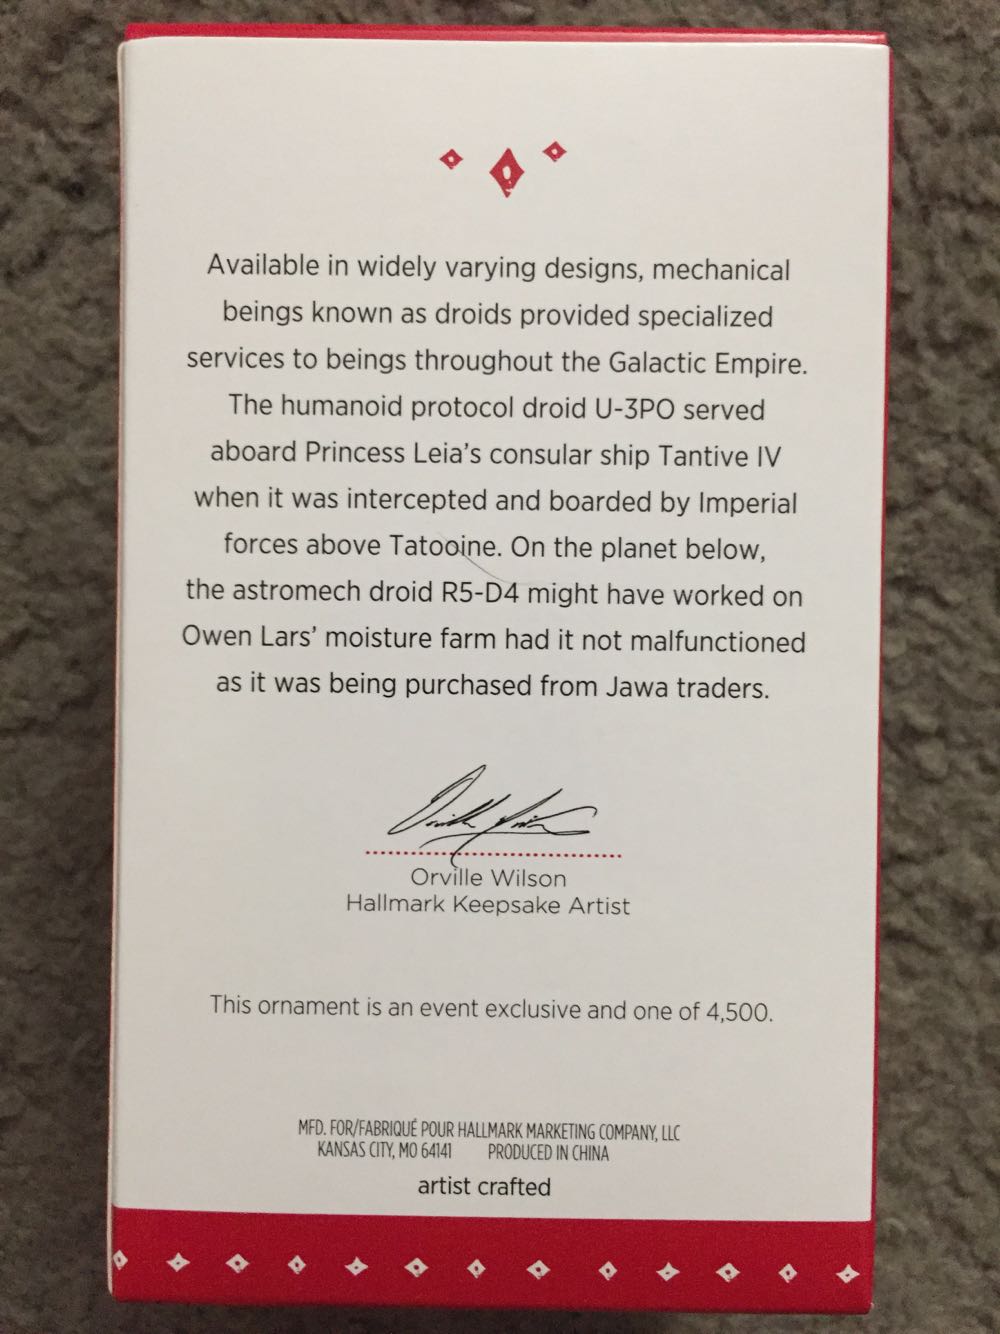 Available in widely varying designs, mechanical
beings known as droids provided specialized
services to beings throughout the Galactic Empire.
The humanoid protocol droid U-3PO served
aboard Princess Leia's consular ship Tantive IV
when it was intercepted and boarded by Imperial
forces above Tatooine. On the planet below,
the astromech droid R5-D4 might have worked on
Owen Lars' moisture farm had it not malfunctioned
as it was being purchased from Jawa traders.
Orville Wilson
Orville Wilson
Hallmark Keepsake Artist
This ornament is an event exclusive and one of 4,500.
MFD. FOR/FABRIQUÉ POUR HALLMARK MARKETING COMPANY, LLC
KANSAS CITY, MO 64141 PRODUCED IN CHINA
artist crafted